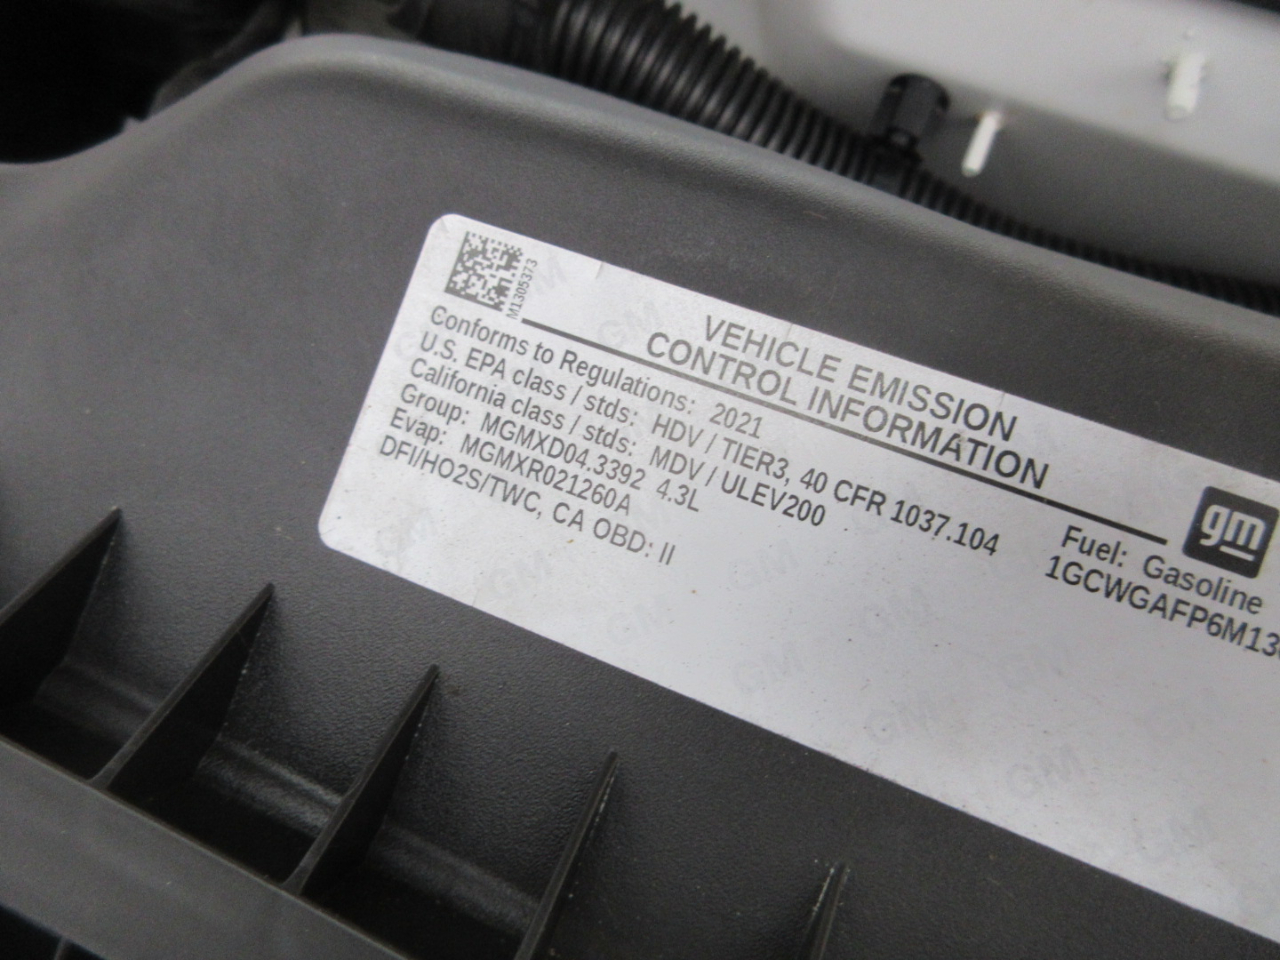 M1305373
VEHICLE EMISSION
CONTROL INFORMATION
Conforms to Regulations: 2021
U.S. EPA class / stds: HDV / TIER3, 40 CFR 1037.104
California class / stds: MDV / ULEV200
Group: MGMXD04.3392 4.3L
Evap: MGMXR021260A
DFI/HO2S/TWC, CA OBD: II
gm
Fuel: Gasoline
1GCWGAFP6M13